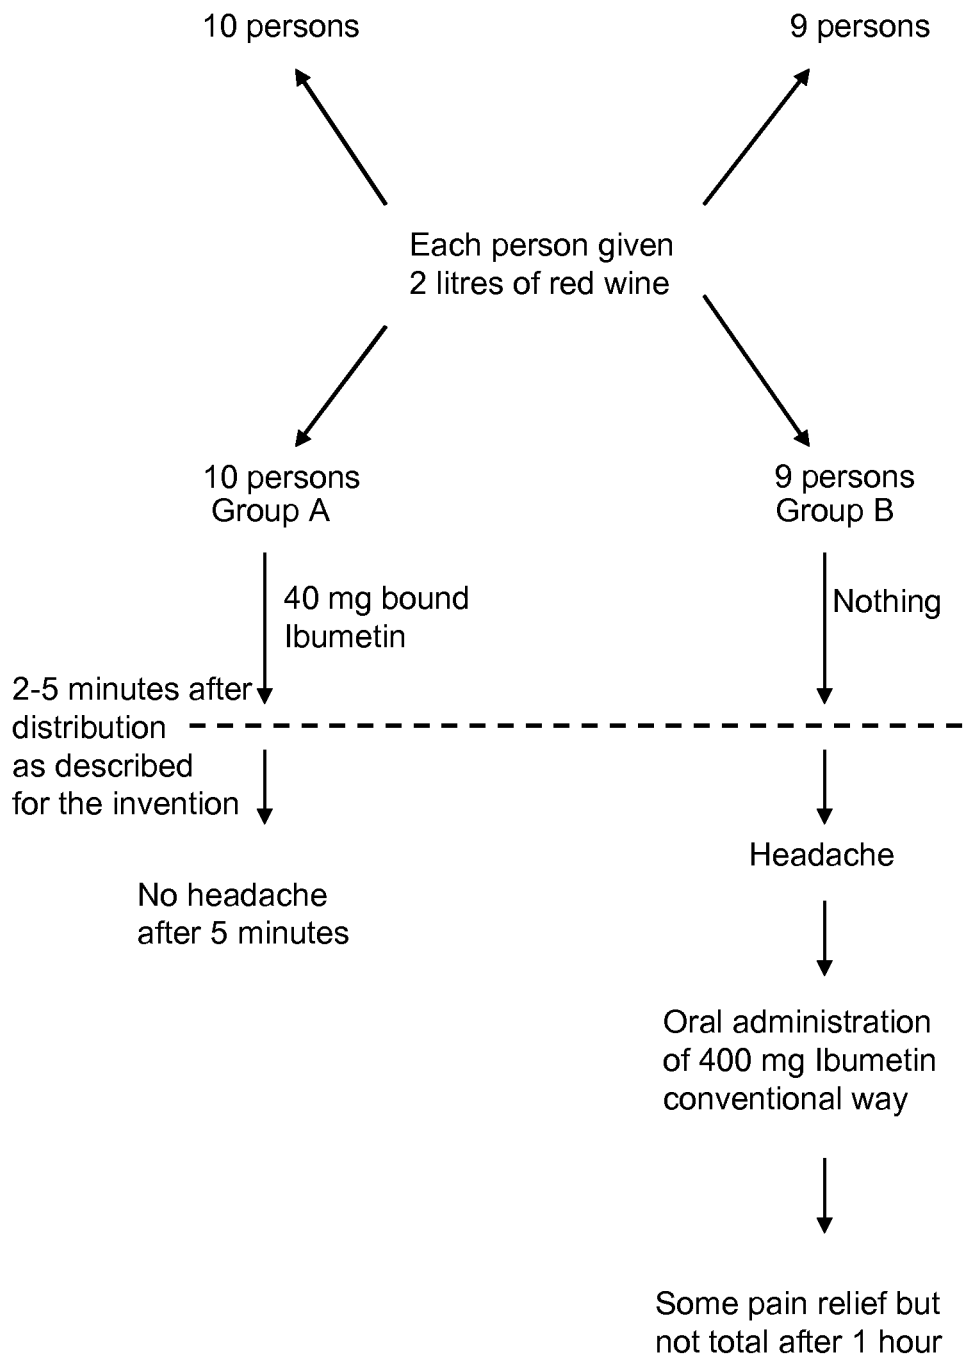 10 persons
9 persons
Each person given
2 litres of red wine
10 persons
Group A
9 persons
Group B
40 mg bound
Ibumetin
Nothing
2-5 minutes after
distribution
as described
for the invention
Headache
No headache
after 5 minutes
Oral administration
of 400 mg Ibumetin
conventional way
Some pain relief but
not total after 1 hour